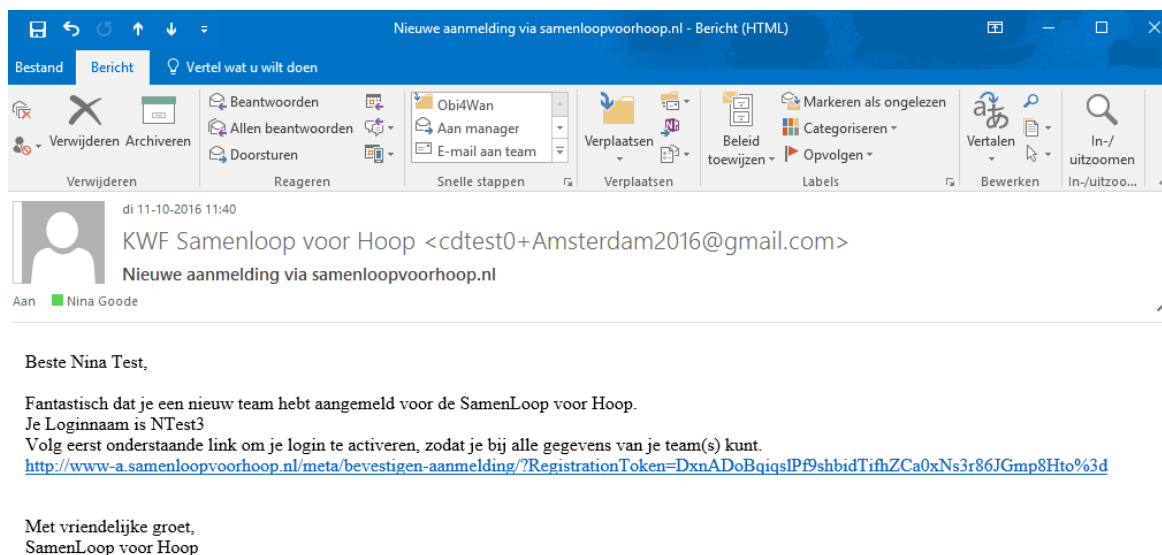 Nieuwe aanmelding via samenloopvoorhoop.nl - Bericht (HTML)
Bestand Bericht Vertel wat u wilt doen
Verwijderen Archiveren
Beantwoorden
Allen beantwoorden
Doorsturen
Obi4Wan
Aan manager
E-mail aan team
Verplaatsen
Beleid toewijzen
Markeren als ongelezen
Categoriseren
Opvolgen
Vertalen
In-/
uitzoomen
Verwijderen Reageren Snelle stappen Verplaatsen Labels Bewerken In-/uitzoo...
di 11-10-2016 11:40
KWF Samenloop voor Hoop <cdtest0+Amsterdam2016@gmail.com>
Nieuwe aanmelding via samenloopvoorhoop.nl
Aan Nina Goode
Beste Nina Test,
Fantastisch dat je een nieuw team hebt aangemeld voor de SamenLoop voor Hoop.
Je Loginnaam is NTest3
Volg eerst onderstaande link om je login te activeren, zodat je bij alle gegevens van je team(s) kunt.
http://www-a.samenloopvoorhoop.nl/meta/bevestigen-aanmelding/?RegistrationToken=DxnADoBqiqslPf9shbidTifhZCa0xNs3r86JGmp8Hto%3d
Met vriendelijke groet,
SamenLoop voor Hoop